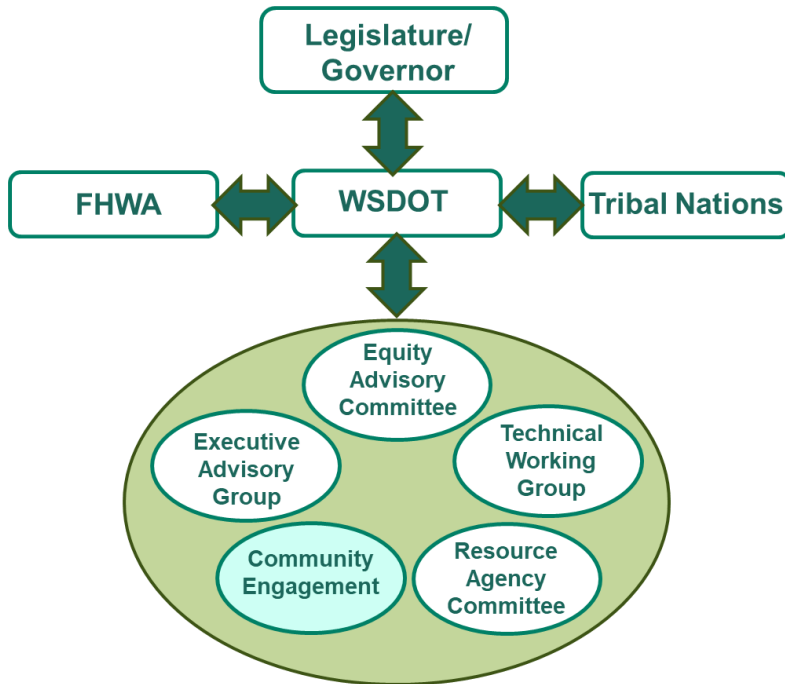 Legislature/
Governor
FHWA
WSDOT
Tribal Nations
Equity
Advisory
Committee
Executive
Advisory
Group
Technical
Working
Group
Community
Engagement
Resource
Agency
Committee